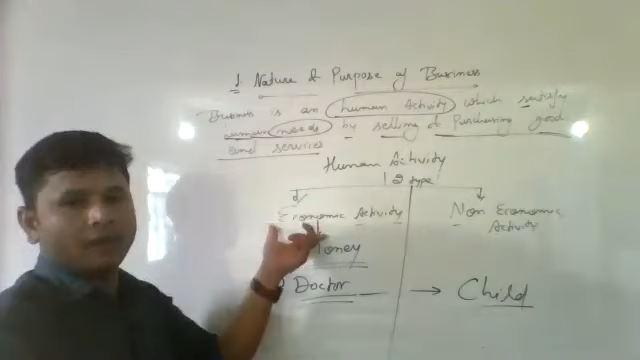 1 Nature & Purpose of Business
Business is an human Activity which satisfy
human needs by selling & Purchasing good
and services
Human Activity
2 type
Economic Activity Non Economic
Activity
Money
Doctor → Child